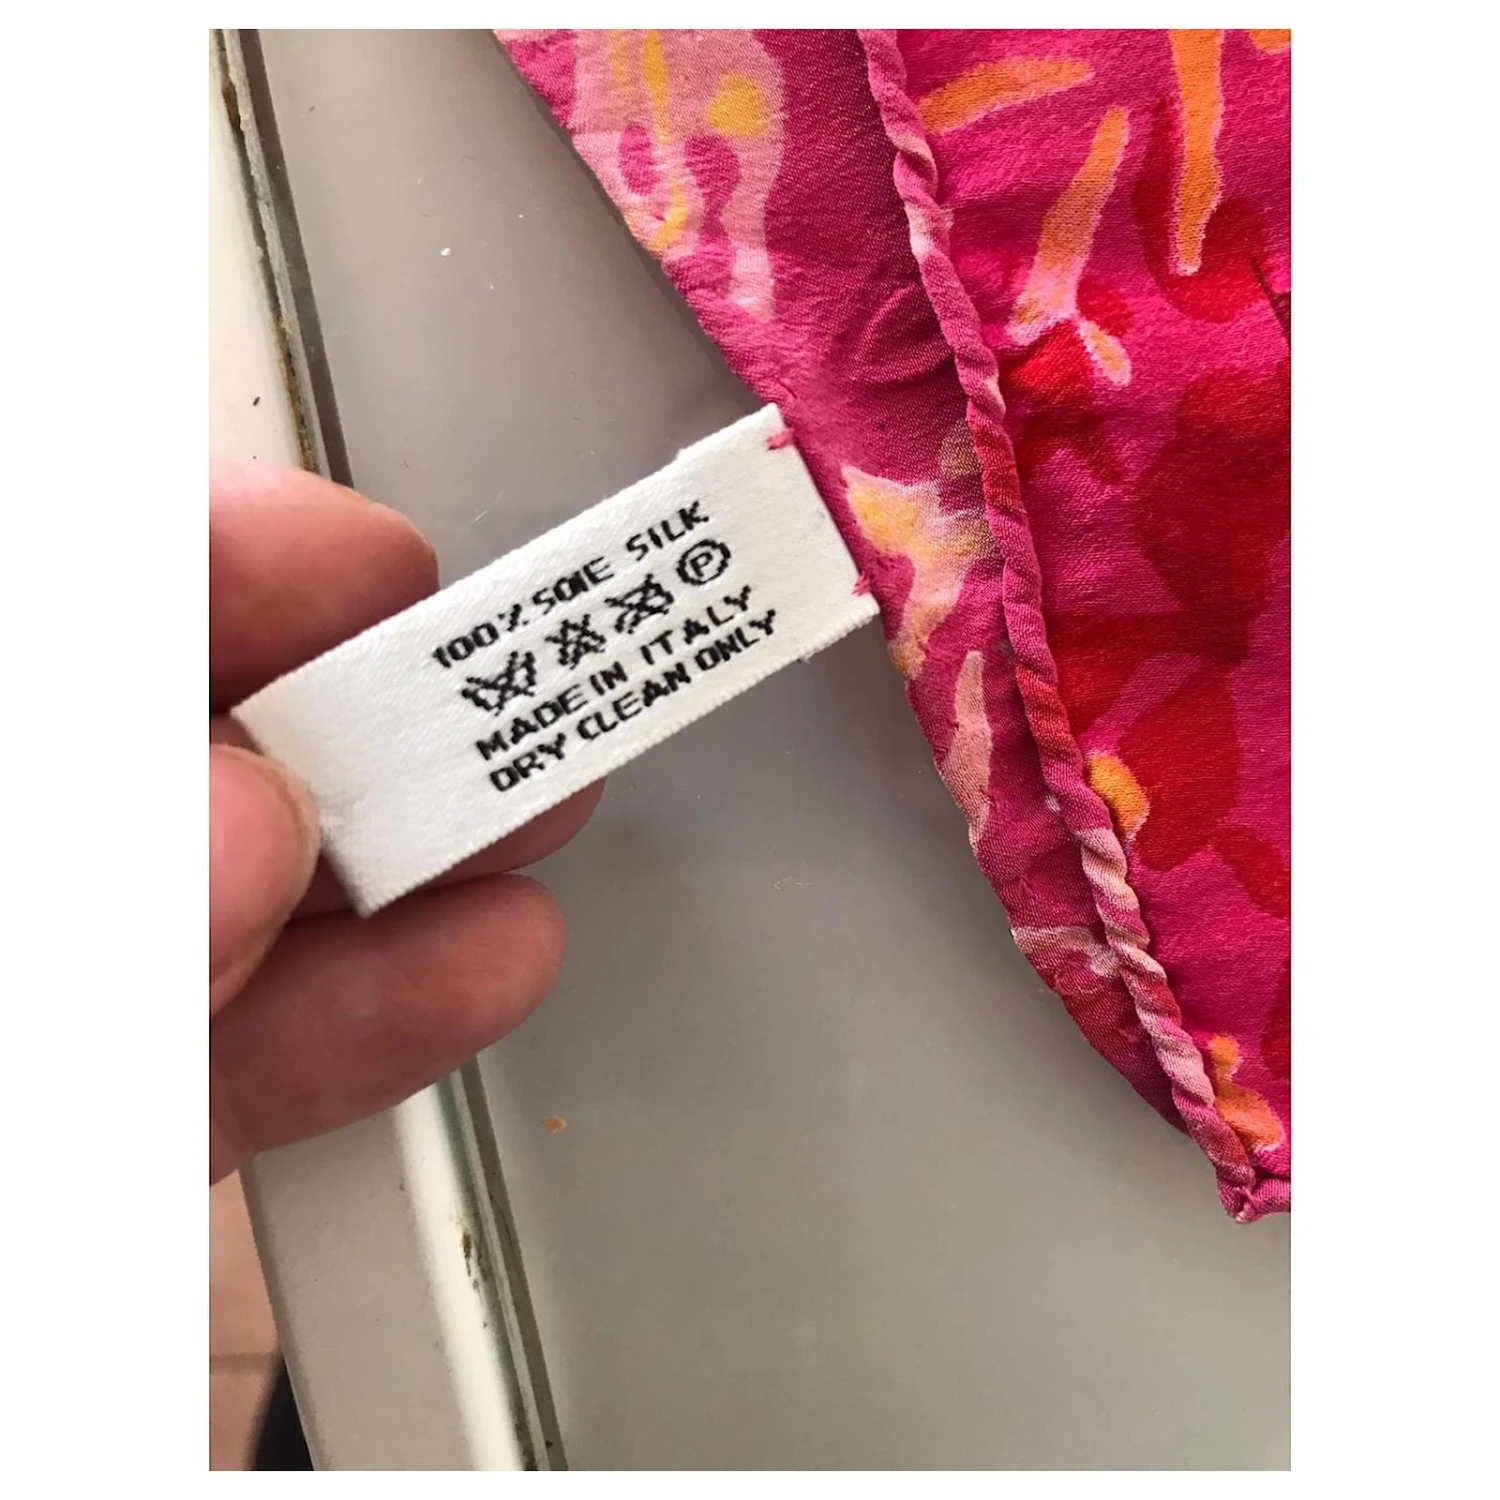 100% SOIE SILK
P
MADE IN ITALY
DRY CLEAN ONLY